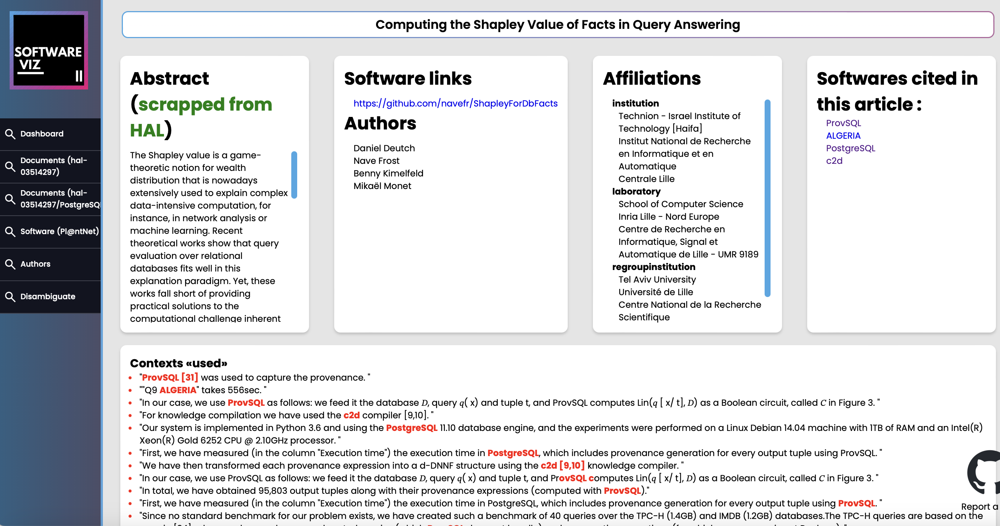 SOFTWARE
VIZ
II
Dashboard
Documents (hal-
03514297)
Documents (hal-
03514297/PostgreSQL
Software (Pl@ntNet)
Authors
Disambiguate
Computing the Shapley Value of Facts in Query Answering
Abstract
(scrapped from
HAL)
The Shapley value is a game-
theoretic notion for wealth
distribution that is nowadays
extensively used to explain complex
data-intensive computation, for
instance, in network analysis or
machine learning. Recent
theoretical works show that query
evaluation over relational
databases fits well in this
explanation paradigm. Yet, these
works fall short of providing
practical solutions to the
computational challenge inherent
Software links
https://github.com/navefr/ShapleyForDbFacts
Authors
Daniel Deutch
Nave Frost
Benny Kimelfeld
Mikaël Monet
Affiliations
institution
Technion - Israel Institute of
Technology [Haifa]
Institut National de Recherche
en Informatique et en
Automatique
Centrale Lille
laboratory
School of Computer Science
Inria Lille - Nord Europe
Centre de Recherche en
Informatique, Signal et
Automatique de Lille - UMR 9189
regroupinstitution
Tel Aviv University
Université de Lille
Centre National de la Recherche
Scientifique
Softwares cited in
this article :
ProvSQL
ALGERIA
PostgreSQL
c2d
Contexts «used»
"ProvSQL [31] was used to capture the provenance. "
""Q9 ALGERIA" takes 556sec. "
"In our case, we use ProvSQL as follows: we feed it the database D, query q( x) and tuple t, and ProvSQL computes Lin(q [ x/ t], D) as a Boolean circuit, called C in Figure 3. "
"For knowledge compilation we have used the c2d compiler [9,10]. "
"Our system is implemented in Python 3.6 and using the PostgreSQL 11.10 database engine, and the experiments were performed on a Linux Debian 14.04 machine with 1TB of RAM and an Intel(R)
Xeon(R) Gold 6252 CPU @ 2.10GHz processor. "
"First, we have measured (in the column "Execution time") the execution time in PostgreSQL, which includes provenance generation for every output tuple using ProvSQL. "
"We have then transformed each provenance expression into a d-DNNF structure using the c2d [9,10] knowledge compiler. "
"In our case, we use ProvSQL as follows: we feed it the database D, query q( x) and tuple t, and ProvSQL computes Lin(q [ x/ t], D) as a Boolean circuit, called C in Figure 3. "
"In total, we have obtained 95,803 output tuples along with their provenance expressions (computed with ProvSQL)."
"First, we have measured (in the column "Execution time") the execution time in PostgreSQL, which includes provenance generation for every output tuple using ProvSQL. "
Report a
"Since no standard benchmark for our problem exists, we have created such a benchmark of 40 queries over the TPC-H (1.4GB) and IMDB (1.2GB) databases.The TPC-H queries are based on the